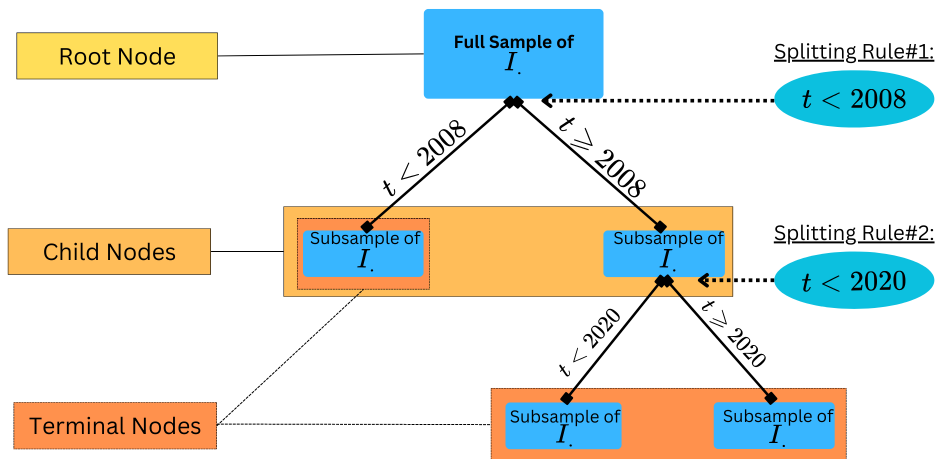 Full Sample of
I.
Root Node
Splitting Rule#1:
t < 2008
t < 2008
t ⩾ 2008
Child Nodes
Subsample of
I.
Subsample of
I.
Splitting Rule#2:
t < 2020
t < 2020
t ⩾ 2020
Terminal Nodes
Subsample of
I.
Subsample of
I.